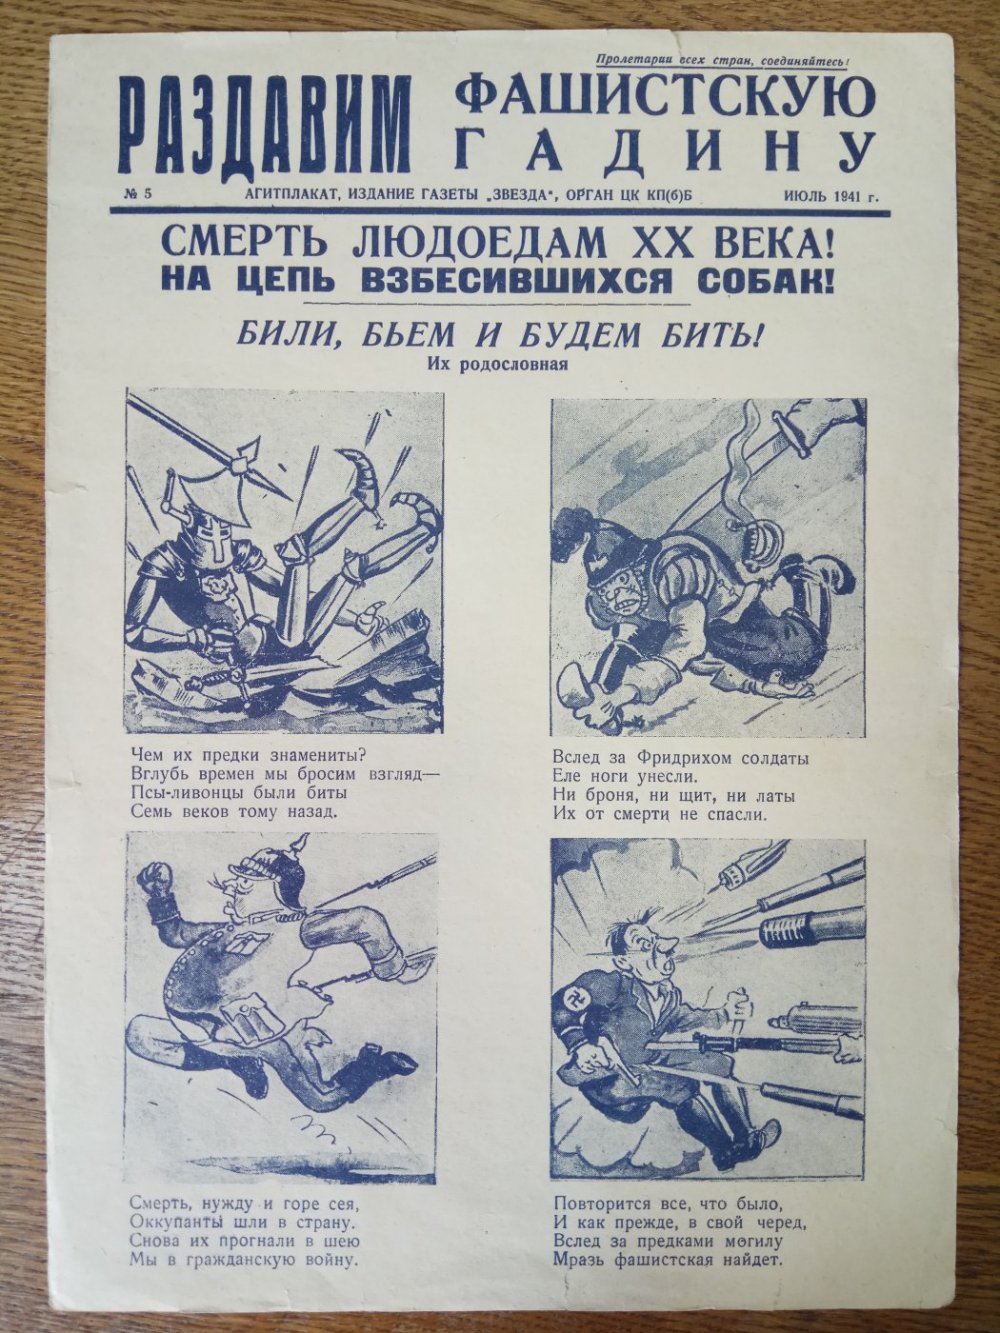 Пролетарии всех стран, соединяйтесь!
РАЗДАВИМ ФАШИСТСКУЮ
ГАДИНУ
№ 5 АГИТПЛАКАТ, ИЗДАНИЕ ГАЗЕТЫ „ЗВЕЗДА“, ОРГАН ЦК КП(б)Б ИЮЛЬ 1941 г.
СМЕРТЬ ЛЮДОЕДАМ XX ВЕКА!
НА ЦЕПЬ ВЗБЕСИВШИХСЯ СОБАК!
БИЛИ, БЬЕМ И БУДЕМ БИТЬ!
Их родословная
Чем их предки знамениты?
Вглубь времен мы бросим взгляд—
Псы-ливонцы были биты
Семь веков тому назад.
Вслед за Фридрихом солдаты
Еле ноги унесли.
Ни броня, ни щит, ни латы
Их от смерти не спасли.
Смерть, нужду и горе сея,
Оккупанты шли в страну.
Снова их прогнали в шею
Мы в гражданскую войну.
Повторится все, что было,
И как прежде, в свой черед,
Вслед за предками могилу
Мразь фашистская найдет.